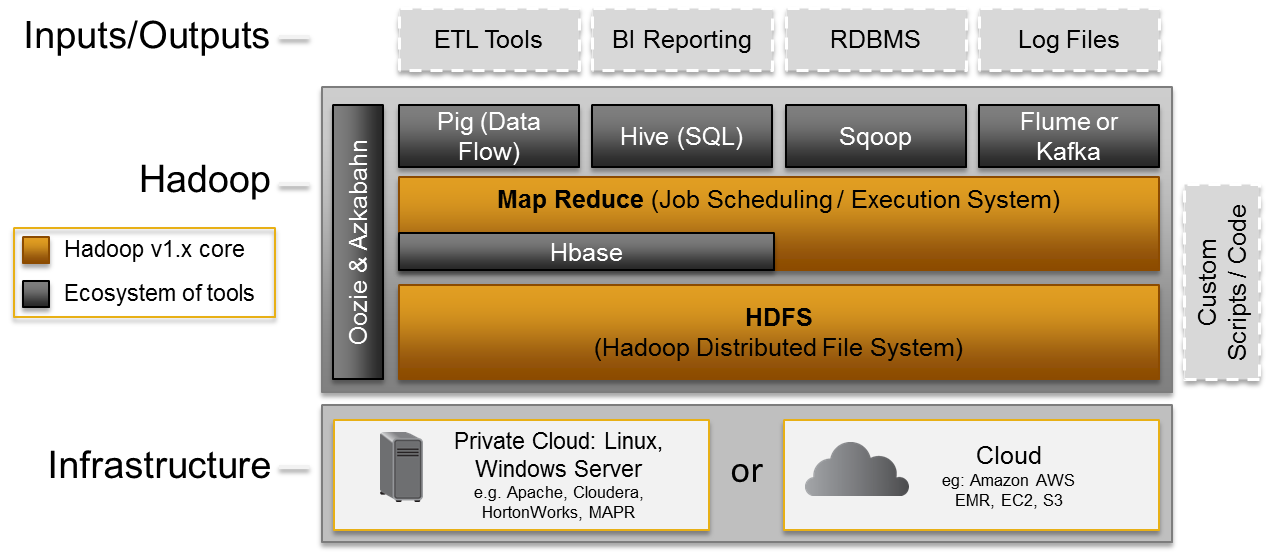 Inputs/Outputs
ETL Tools
BI Reporting
RDBMS
Log Files
Hadoop
Hadoop v1.x core
Ecosystem of tools
Oozie & Azkabahn
Pig (Data
Flow)
Hive (SQL)
Sqoop
Flume or
Kafka
Map Reduce (Job Scheduling / Execution System)
Hbase
HDFS
(Hadoop Distributed File System)
Custom
Scripts / Code
Infrastructure
Private Cloud: Linux,
Windows Server
e.g. Apache, Cloudera,
HortonWorks, MAPR
or
Cloud
eg: Amazon AWS
EMR, EC2, S3